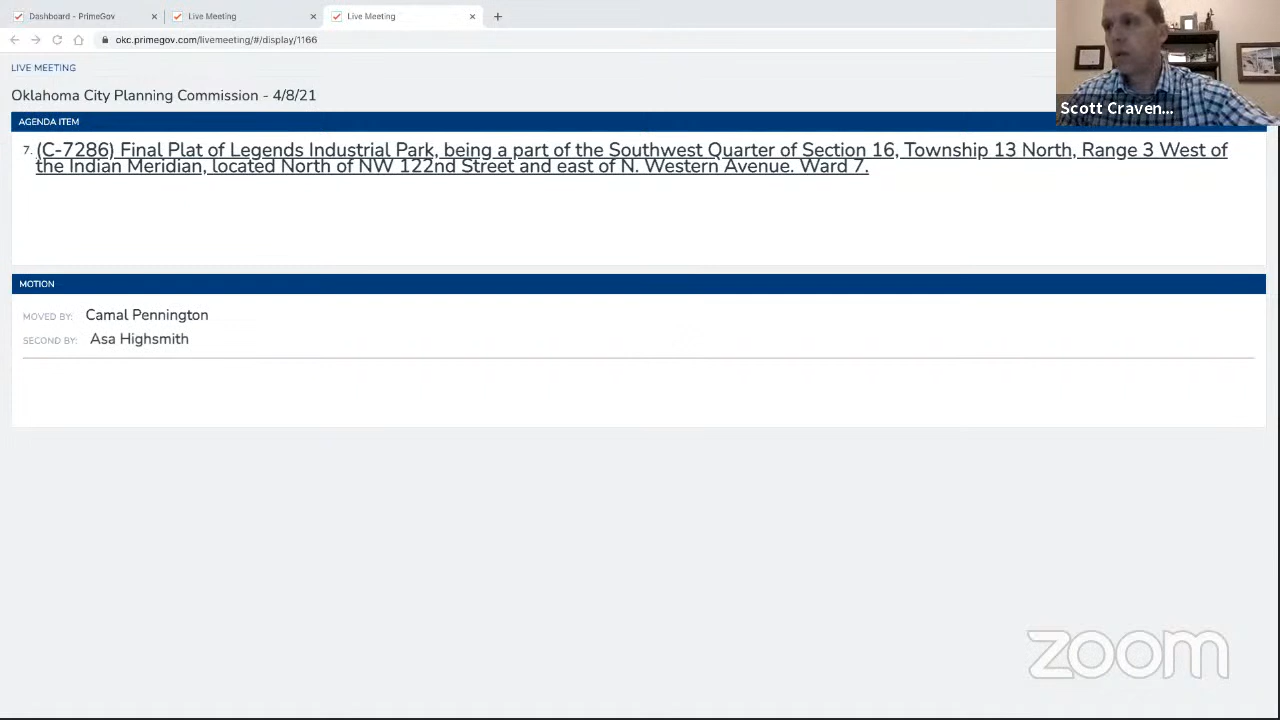 Dashboard - PrimeGov
Live Meeting
Live Meeting
okc.primegov.com/livemeeting/#/display/1166
LIVE MEETING
Oklahoma City Planning Commission - 4/8/21
AGENDA ITEM
7. (C-7286) Final Plat of Legends Industrial Park, being a part of the Southwest Quarter of Section 16, Township 13 North, Range 3 West of
the Indian Meridian, located North of NW 122nd Street and east of N. Western Avenue. Ward 7.
MOTION
MOVED BY: Camal Pennington
SECOND BY: Asa Highsmith
Scott Craven...
zoom